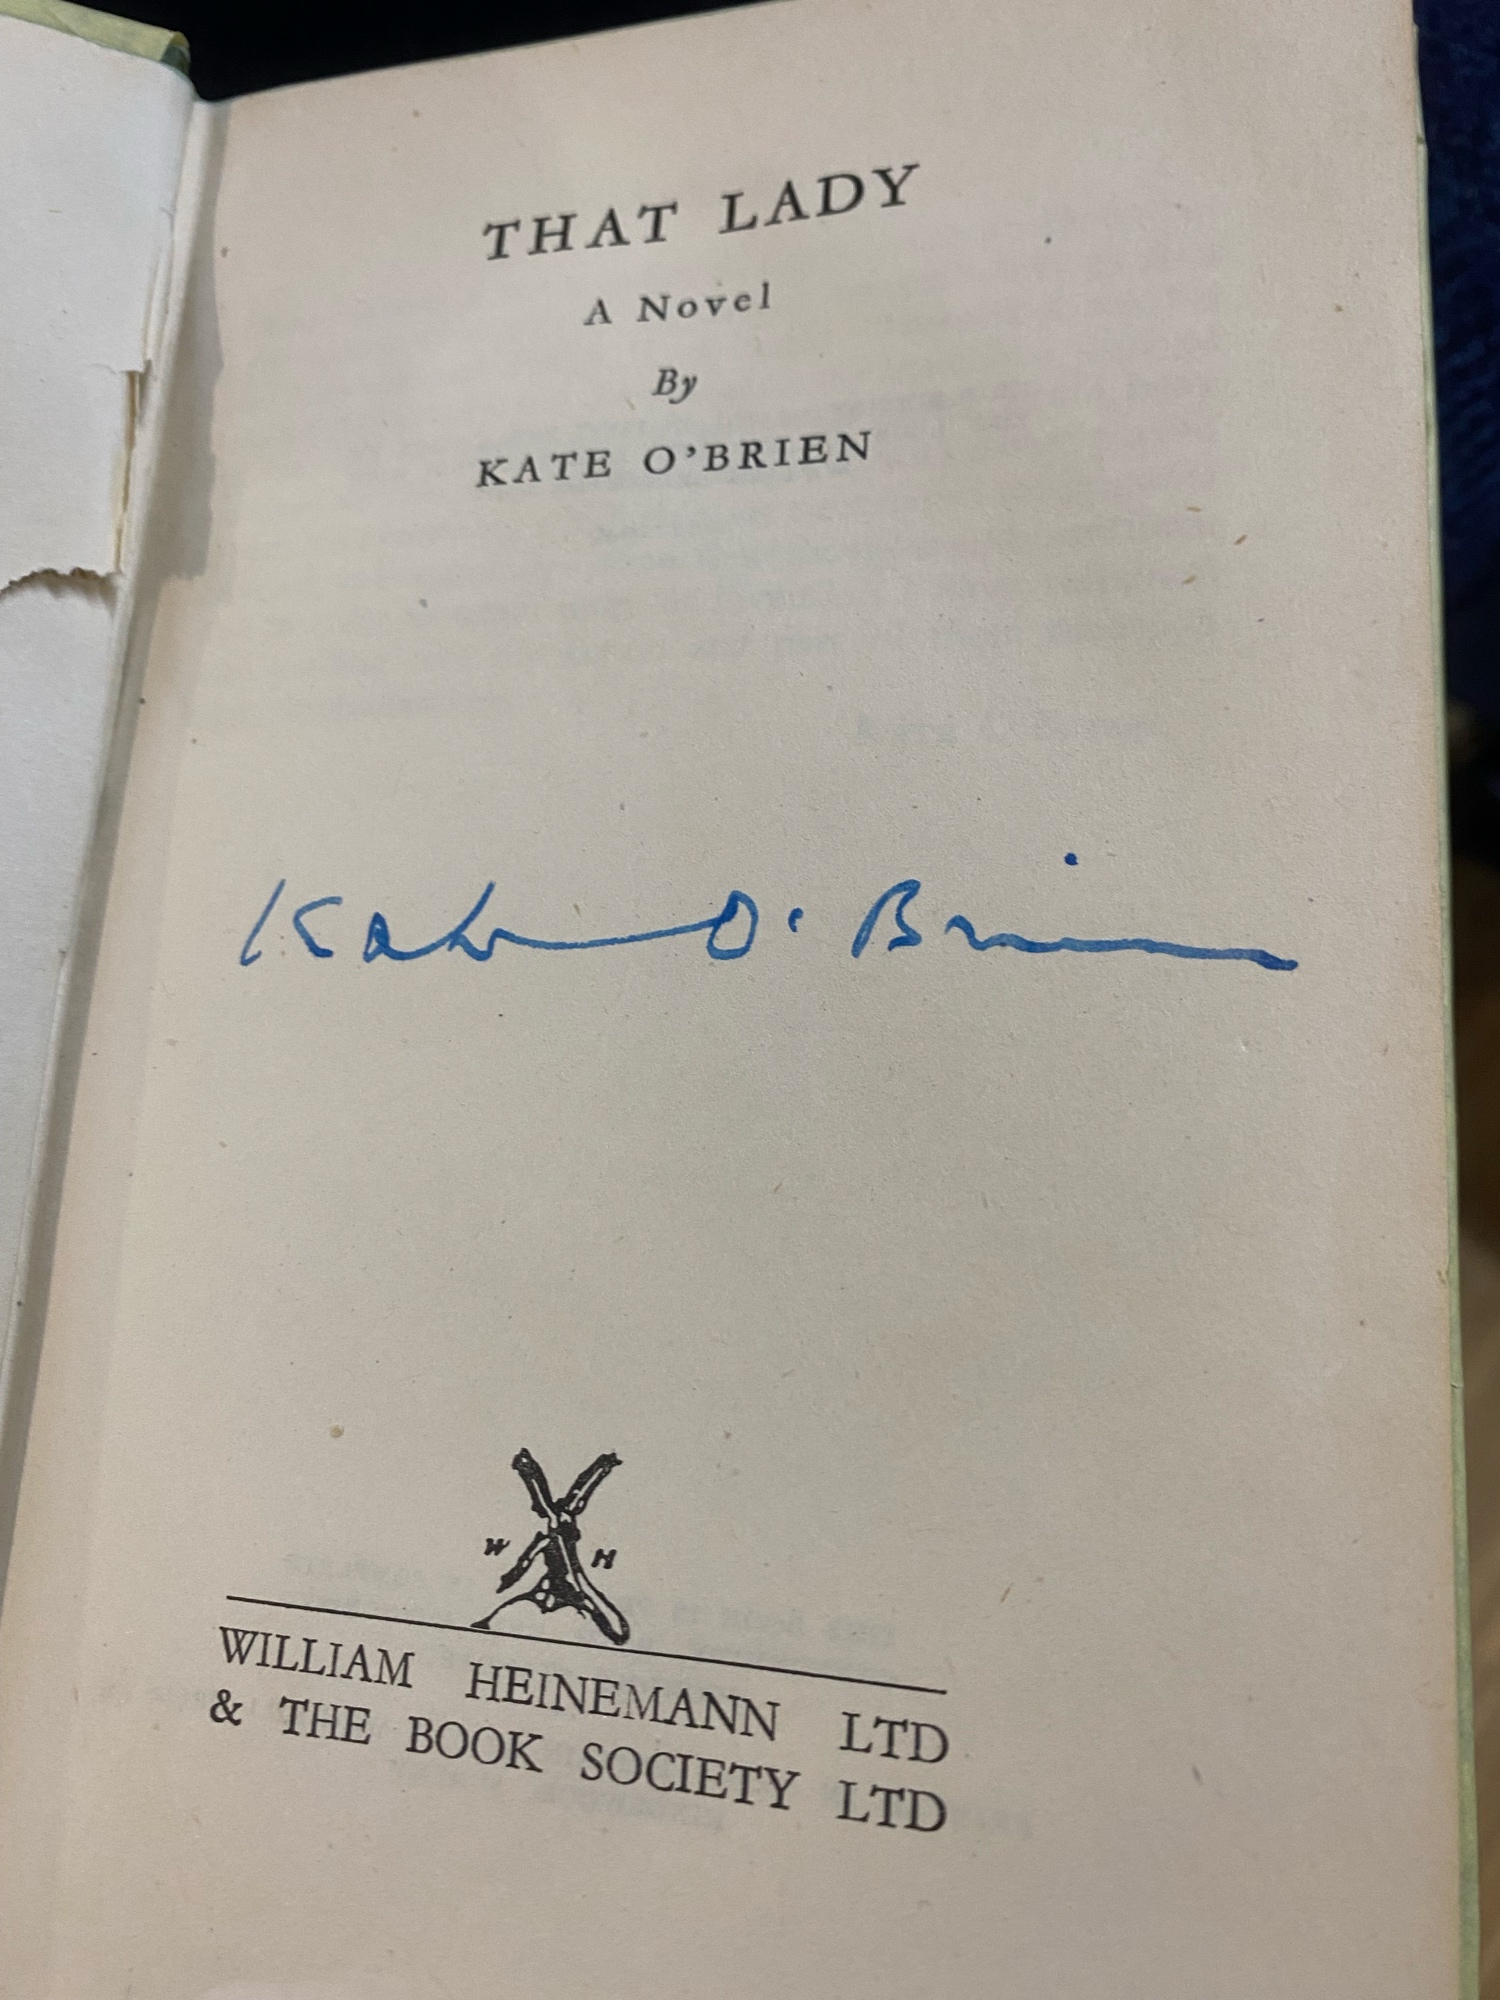 THAT LADY
A Novel
By
KATE O'BRIEN
Kate O'Brien
W H
WILLIAM HEINEMANN LTD
& THE BOOK SOCIETY LTD